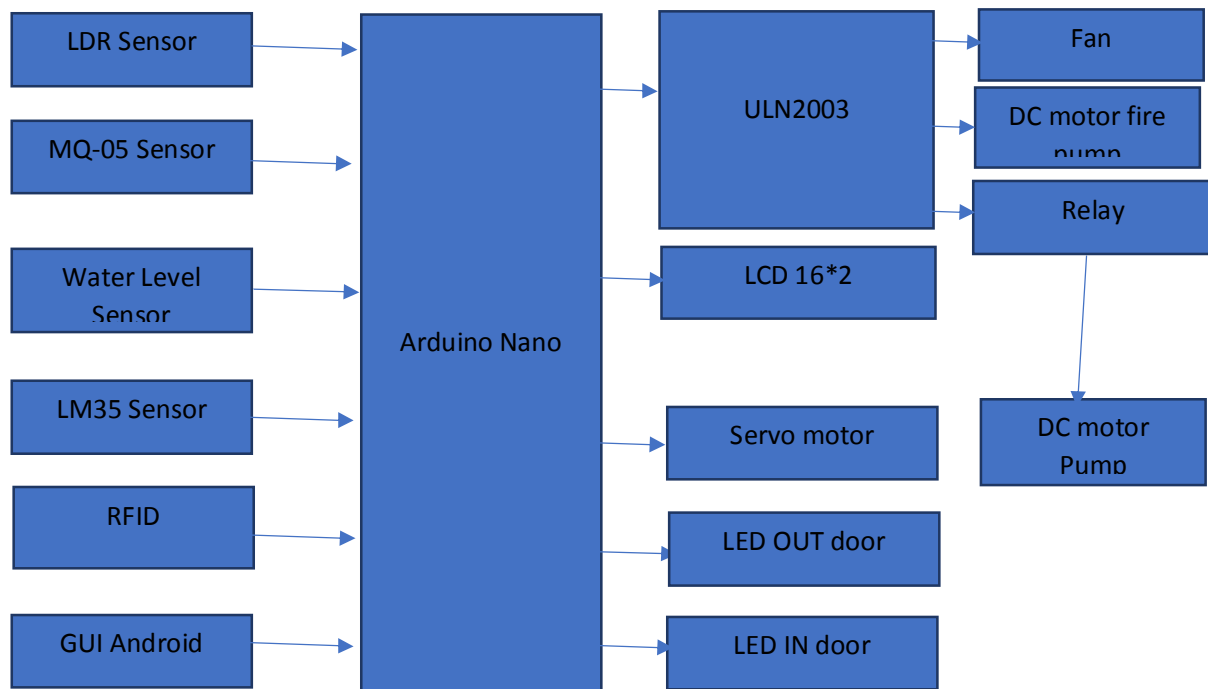 LDR Sensor
MQ-05 Sensor
Water Level
Sensor
LM35 Sensor
RFID
GUI Android
Arduino Nano
ULN2003
LCD 16*2
Servo motor
LED OUT door
LED IN door
Fan
DC motor fire
pump
Relay
DC motor
Pump